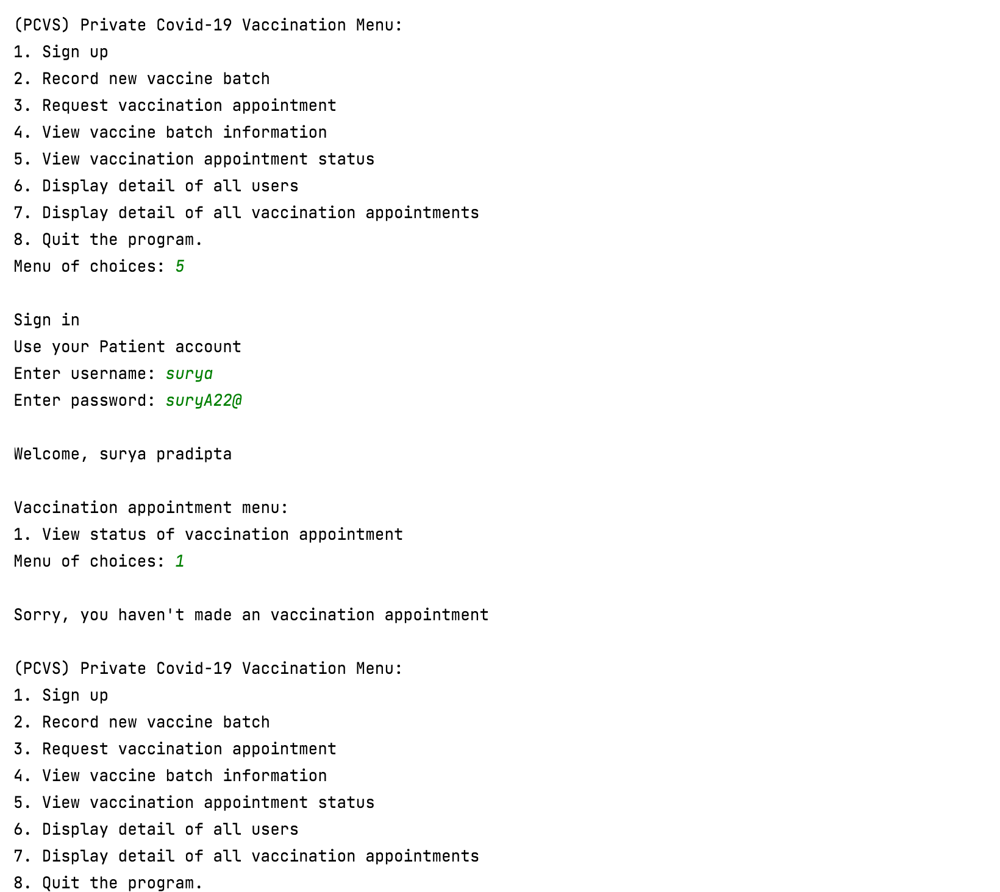 (PCVS) Private Covid-19 Vaccination Menu:
1. Sign up
2. Record new vaccine batch
3. Request vaccination appointment
4. View vaccine batch information
5. View vaccination appointment status
6. Display detail of all users
7. Display detail of all vaccination appointments
8. Quit the program.
Menu of choices: 5
Sign in
Use your Patient account
Enter username: surya
Enter password: suryA22@
Welcome, surya pradipta
Vaccination appointment menu:
1. View status of vaccination appointment
Menu of choices: 1
Sorry, you haven't made an vaccination appointment
(PCVS) Private Covid-19 Vaccination Menu:
1. Sign up
2. Record new vaccine batch
3. Request vaccination appointment
4. View vaccine batch information
5. View vaccination appointment status
6. Display detail of all users
7. Display detail of all vaccination appointments
8. Quit the program.